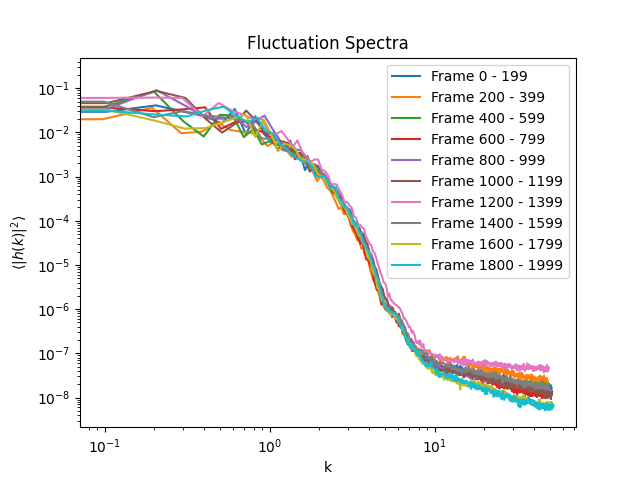 Fluctuation Spectra
⟨|h(k)|²⟩
10⁻¹
10⁻²
10⁻³
10⁻⁴
10⁻⁵
10⁻⁶
10⁻⁷
10⁻⁸
Frame 0 - 199
Frame 200 - 399
Frame 400 - 599
Frame 600 - 799
Frame 800 - 999
Frame 1000 - 1199
Frame 1200 - 1399
Frame 1400 - 1599
Frame 1600 - 1799
Frame 1800 - 1999
10⁻¹ 10⁰ 10¹
k